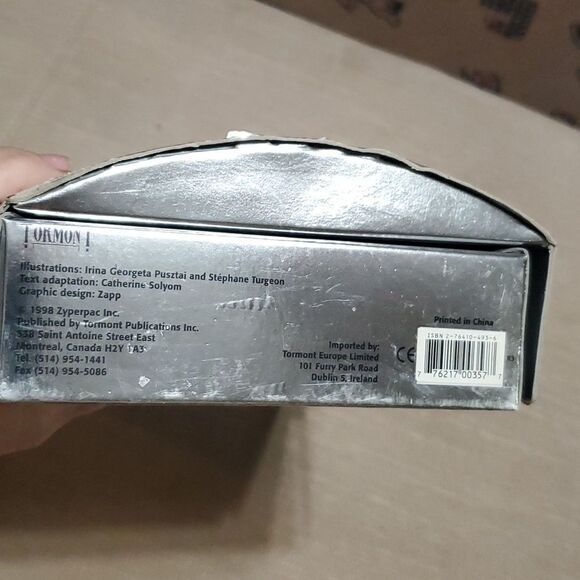 TORMONT
Illustrations: Irina Georgeta Pusztai and Stéphane Turgeon
Text adaptation: Catherine Solyom
Graphic design: Zapp
© 1998 Zyperpac Inc.
Published by Tormont Publications Inc.
338 Saint Antoine Street East
Montreal, Canada H2Y 1A3
Tel. (514) 954-1441
Fax (514) 954-5086
Imported by:
Tormont Europe Limited
101 Furry Park Road
Dublin 5, Ireland
Printed in China
CE
ISBN 2-76410-493-6
7 76217 00357 7